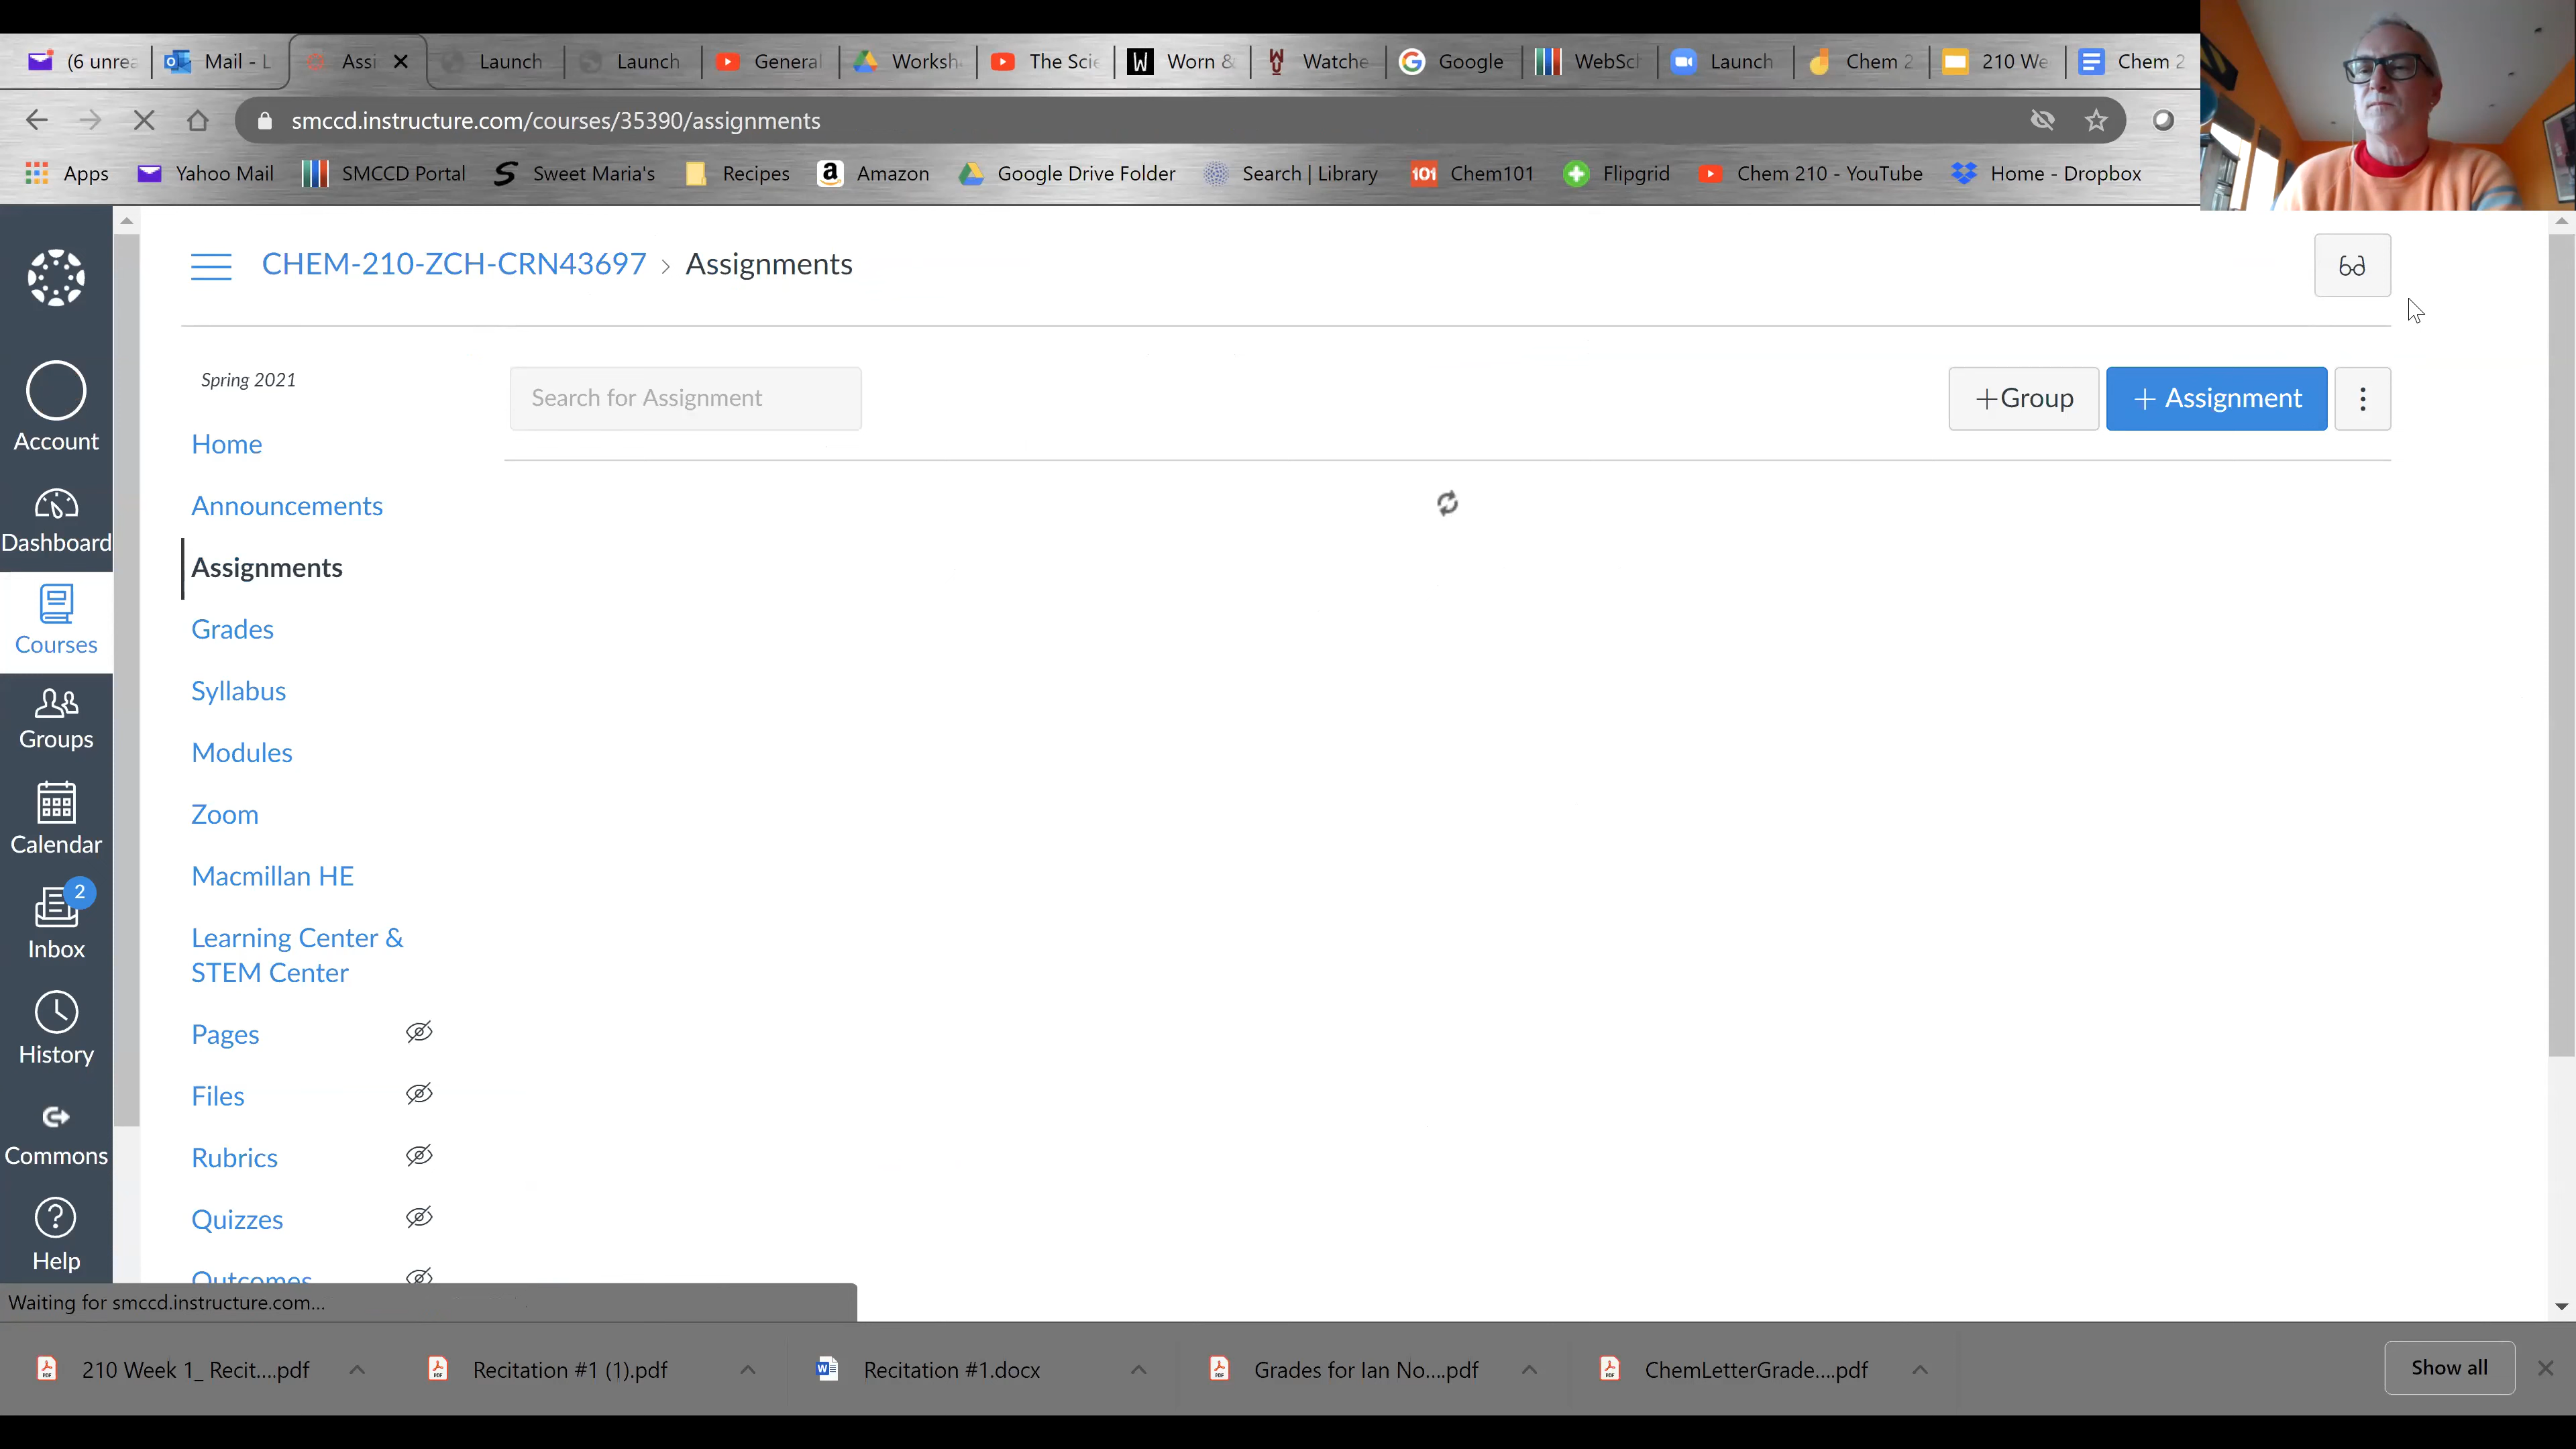 (6 unrea
Mail - L
Assi
Launch
Launch
General
Worksh
The Scie
Worn &
Watche
Google
WebSch
Launch
Chem 2
210 We
Chem 2
smccd.instructure.com/courses/35390/assignments
Apps
Yahoo Mail
SMCCD Portal
Sweet Maria's
Recipes
Amazon
Google Drive Folder
Search | Library
101 Chem101
Flipgrid
Chem 210 - YouTube
Home - Dropbox
CHEM-210-ZCH-CRN43697 › Assignments
Account
Dashboard
Courses
Groups
Calendar
2
Inbox
History
Commons
Help
Spring 2021
Home
Announcements
Assignments
Grades
Syllabus
Modules
Zoom
Macmillan HE
Learning Center &
STEM Center
Pages
Files
Rubrics
Quizzes
Outcomes
Search for Assignment
+Group
+ Assignment
Waiting for smccd.instructure.com...
210 Week 1_ Recit....pdf
Recitation #1 (1).pdf
Recitation #1.docx
Grades for Ian No....pdf
ChemLetterGrade....pdf
Show all